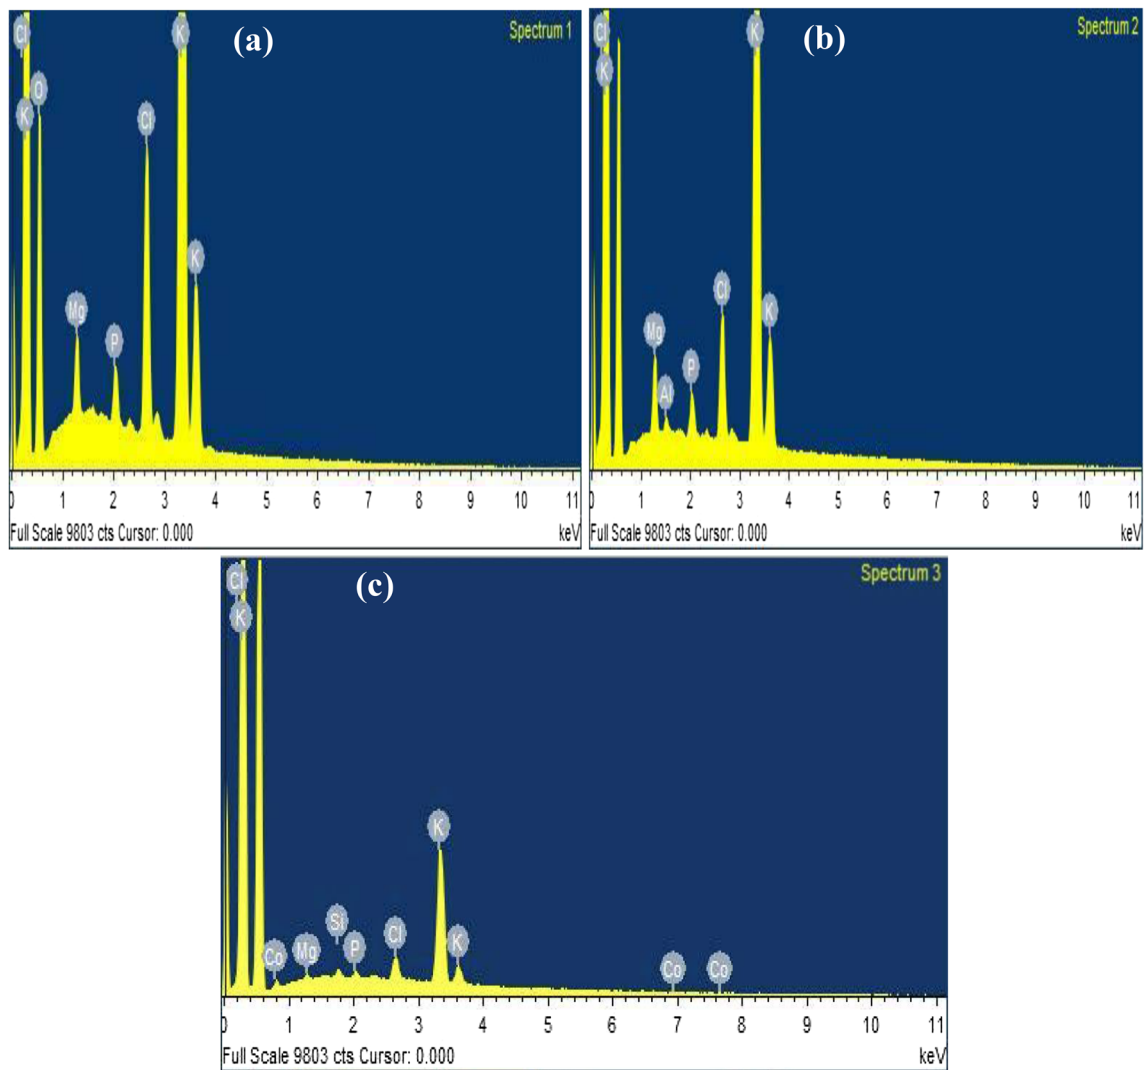 (a)
Spectrum 1
Cl
K
O
Mg
P
Cl
K
K
0 1 2 3 4 5 6 7 8 9 10 11
Full Scale 9803 cts Cursor: 0.000 keV
(b)
Spectrum 2
Cl
K
Mg
Al
P
Cl
K
K
0 1 2 3 4 5 6 7 8 9 10 11
Full Scale 9803 cts Cursor: 0.000 keV
(c)
Spectrum 3
Cl
K
Co
Mg
Si
P
Cl
K
K
Co
Co
0 1 2 3 4 5 6 7 8 9 10 11
Full Scale 9803 cts Cursor: 0.000 keV